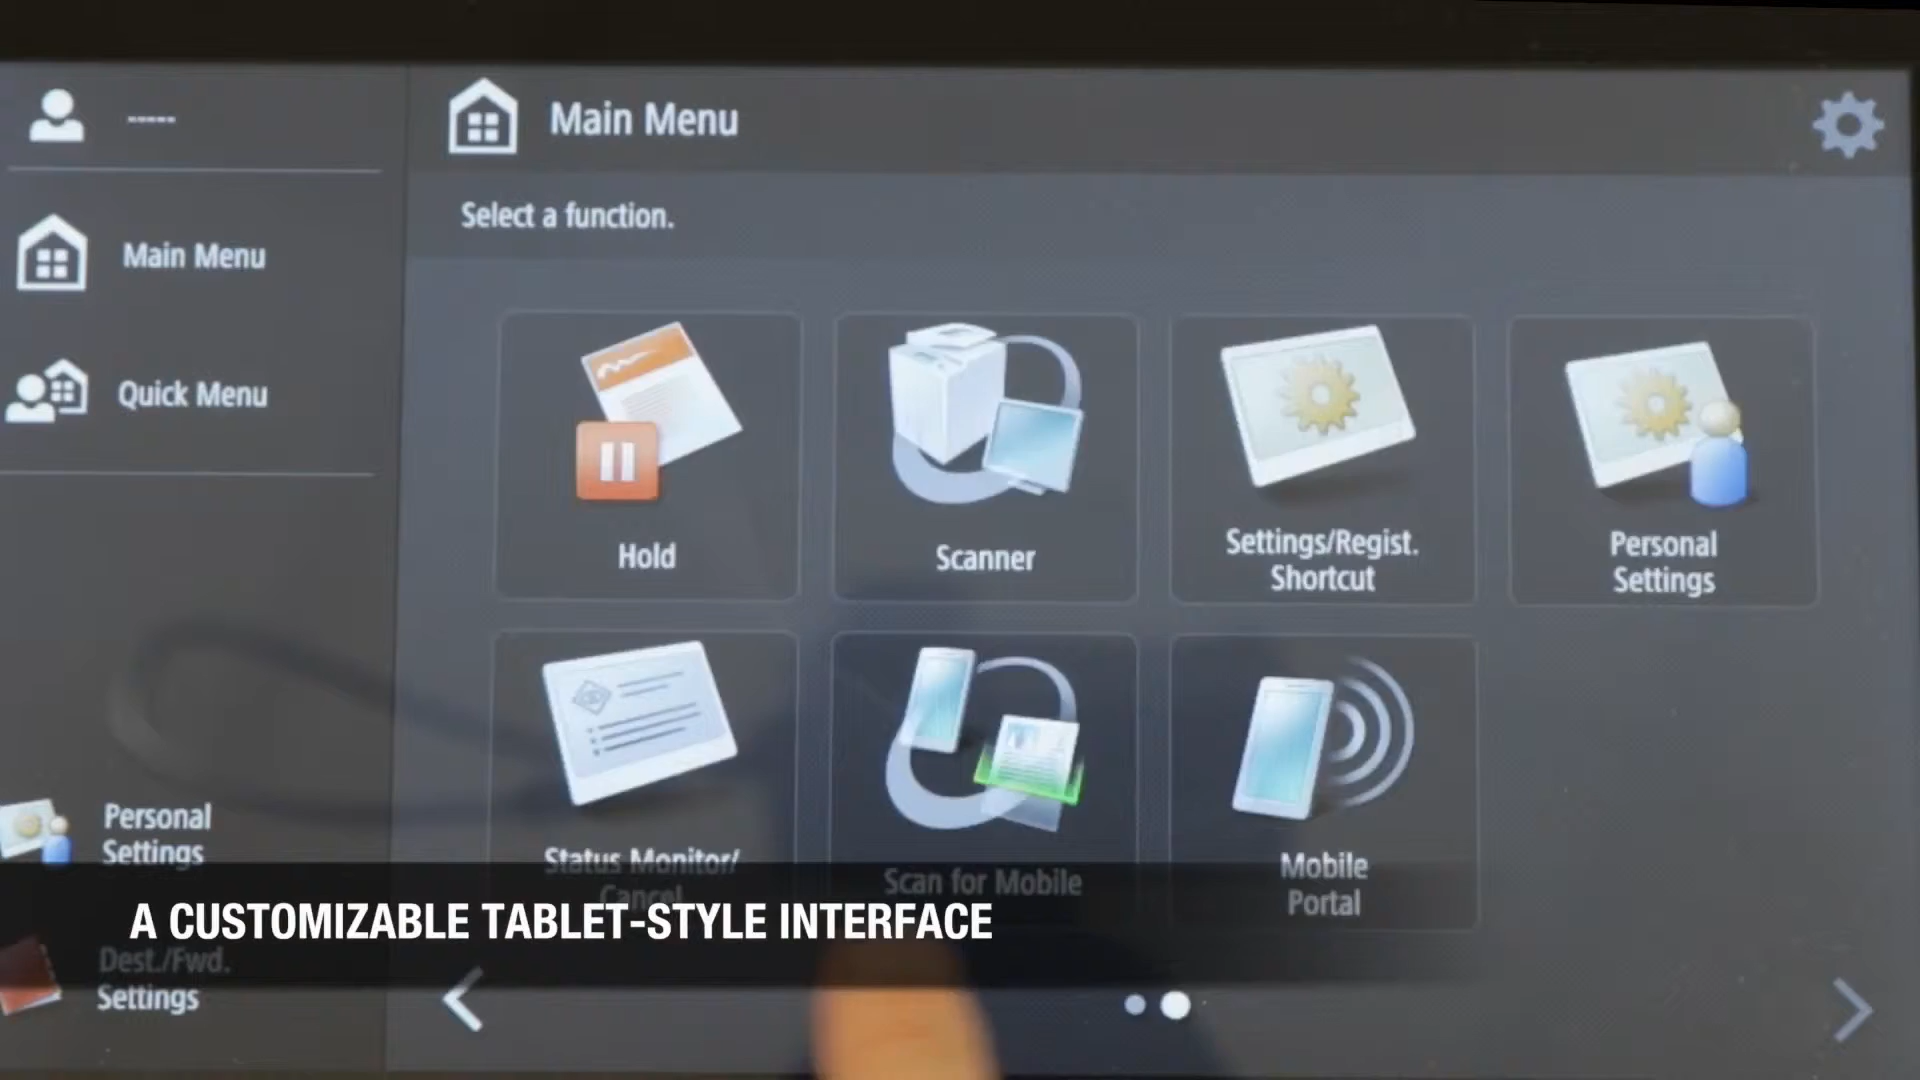 -----
Main Menu
Quick Menu
Personal
Settings
Dest./Fwd.
Settings
Main Menu
Select a function.
Hold
Scanner
Settings/Regist.
Shortcut
Personal
Settings
Status Monitor/
Cancel
Scan for Mobile
Mobile
Portal
A CUSTOMIZABLE TABLET-STYLE INTERFACE